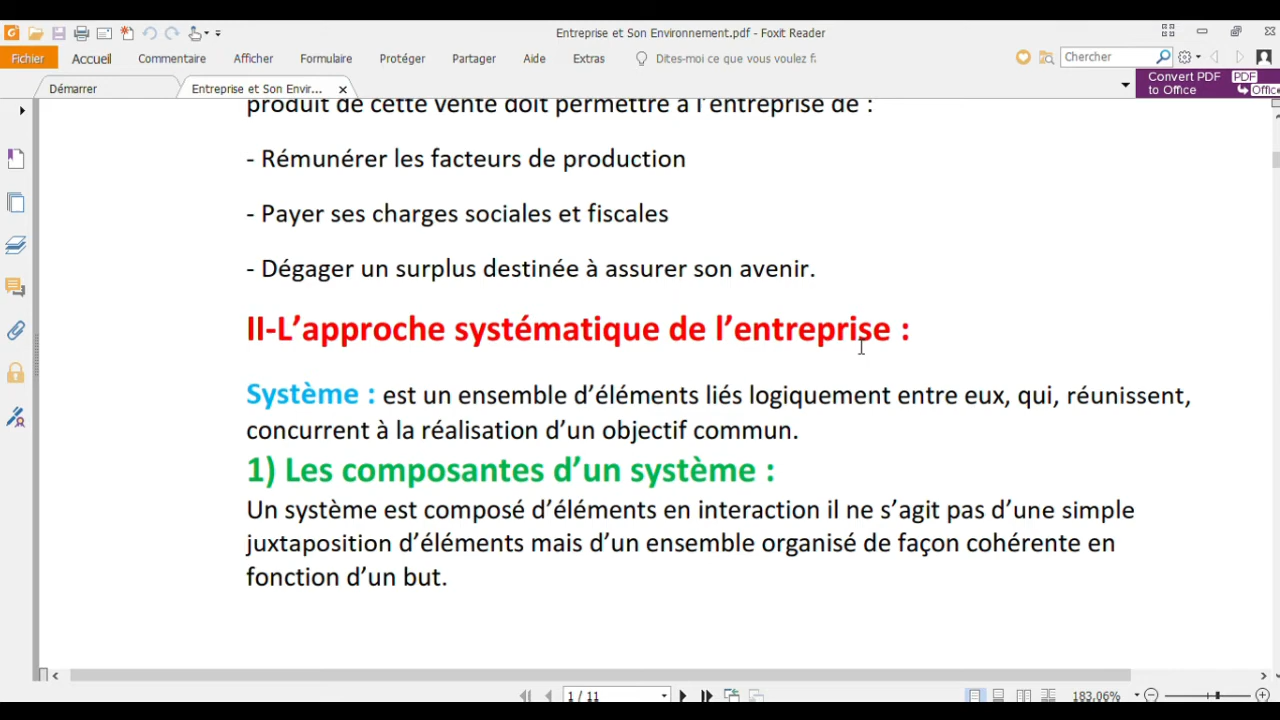 Entreprise et Son Environnement.pdf - Foxit Reader
Fichier Accueil Commentaire Afficher Formulaire Protéger Partager Aide Extras Dites-moi ce que vous voulez f: Chercher
Démarrer Entreprise et Son Envir... Convert PDF to Office PDF Office
produit de cette vente doit permettre à l'entreprise de :
- Rémunérer les facteurs de production
- Payer ses charges sociales et fiscales
- Dégager un surplus destinée à assurer son avenir.
II-L’approche systématique de l’entreprise :
Système : est un ensemble d’éléments liés logiquement entre eux, qui, réunissent,
concurrent à la réalisation d’un objectif commun.
1) Les composantes d’un système :
Un système est composé d’éléments en interaction il ne s’agit pas d’une simple
juxtaposition d’éléments mais d’un ensemble organisé de façon cohérente en
fonction d’un but.
1 / 11 183.06%